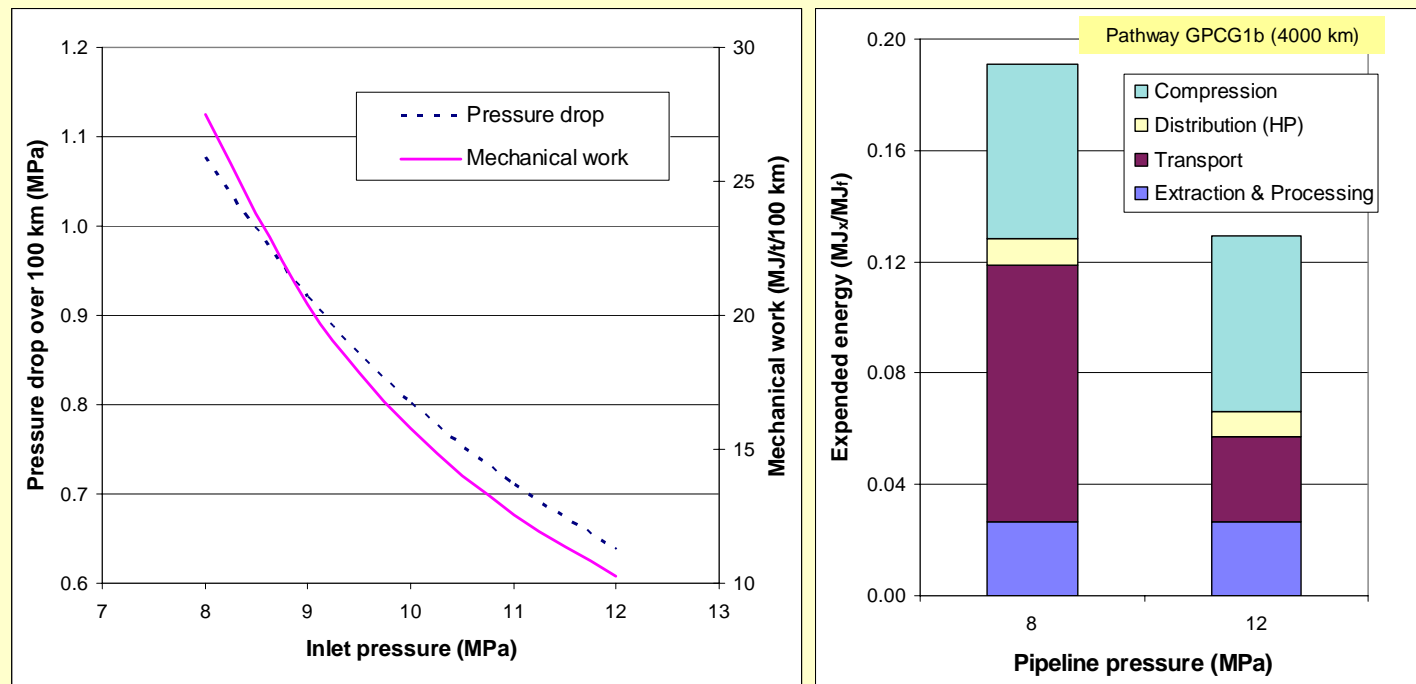 1.2
1.1
1.0
0.9
0.8
0.7
0.6
Pressure drop over 100 km (MPa)
7
8
9
10
11
12
13
Inlet pressure (MPa)
30
25
20
15
10
Mechanical work (MJ/t/100 km)
Pressure drop
Mechanical work
Pathway GPCG1b (4000 km)
0.20
0.16
0.12
0.08
0.04
0.00
Expended energy (MJx/MJf)
Compression
Distribution (HP)
Transport
Extraction & Processing
8
12
Pipeline pressure (MPa)